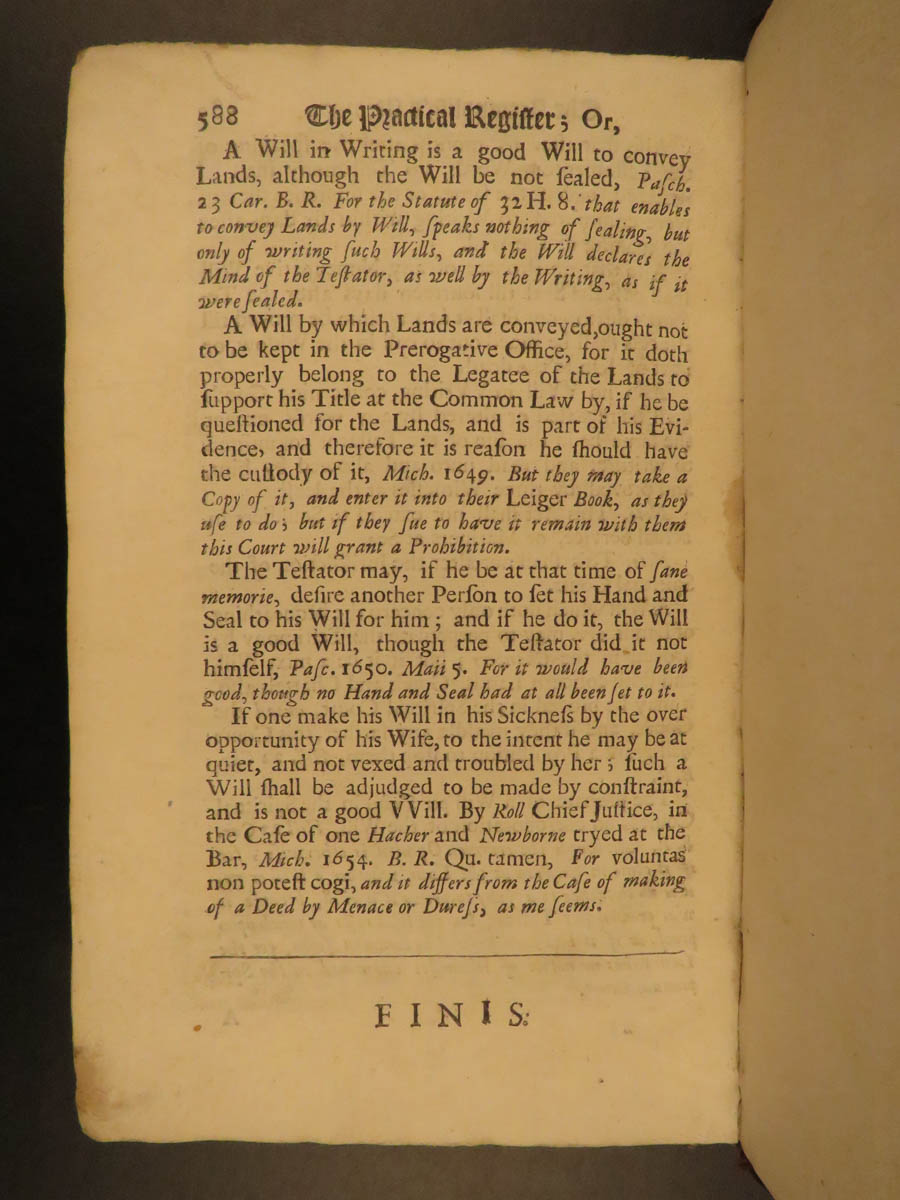 588 The Practical Regiſter; Or,
A Will in Writing is a good Will to convey
Lands, although the Will be not ſealed, Paſch.
23 Car. B. R. For the Statute of 32 H. 8. that enables
to convey Lands by Will, ſpeaks nothing of ſealing, but
only of writing ſuch Wills, and the Will declares the
Mind of the Teſtator, as well by the Writing, as if it
were ſealed.
A Will by which Lands are conveyed, ought not
to be kept in the Prerogative Office, for it doth
properly belong to the Legatee of the Lands to
ſupport his Title at the Common Law by, if he be
queſtioned for the Lands, and is part of his Evi-
dence, and therefore it is reaſon he ſhould have
the cuſtody of it, Mich. 1649. But they may take a
Copy of it, and enter it into their Leiger Book, as they
uſe to do; but if they ſue to have it remain with them
this Court will grant a Prohibition.
The Teſtator may, if he be at that time of ſane
memorie, deſire another Perſon to ſet his Hand and
Seal to his Will for him; and if he do it, the Will
is a good Will, though the Teſtator did it not
himſelf, Paſc. 1650. Maii 5. For it would have been
good, though no Hand and Seal had at all been ſet to it.
If one make his Will in his Sickneſs by the over
opportunity of his Wife, to the intent he may be at
quiet, and not vexed and troubled by her; ſuch a
Will ſhall be adjudged to be made by conſtraint,
and is not a good VVill. By Roll Chief Juſtice, in
the Caſe of one Hacher and Newborne tryed at the
Bar, Mich. 1654. B. R. Qu. tamen, For voluntas
non poteſt cogi, and it differs from the Caſe of making
of a Deed by Menace or Dureſs, as me ſeems.
FINIS.